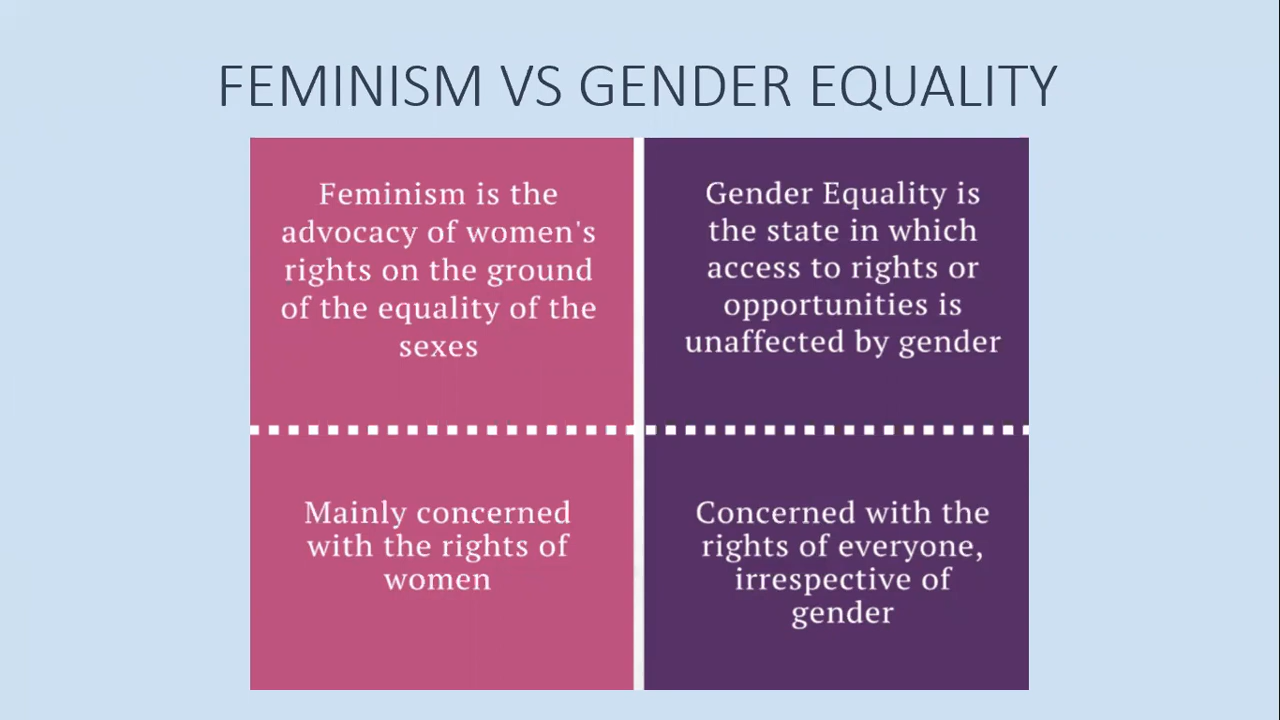 FEMINISM VS GENDER EQUALITY
Feminism is the
advocacy of women's
rights on the ground
of the equality of the
sexes
Gender Equality is
the state in which
access to rights or
opportunities is
unaffected by gender
Mainly concerned
with the rights of
women
Concerned with the
rights of everyone,
irrespective of
gender